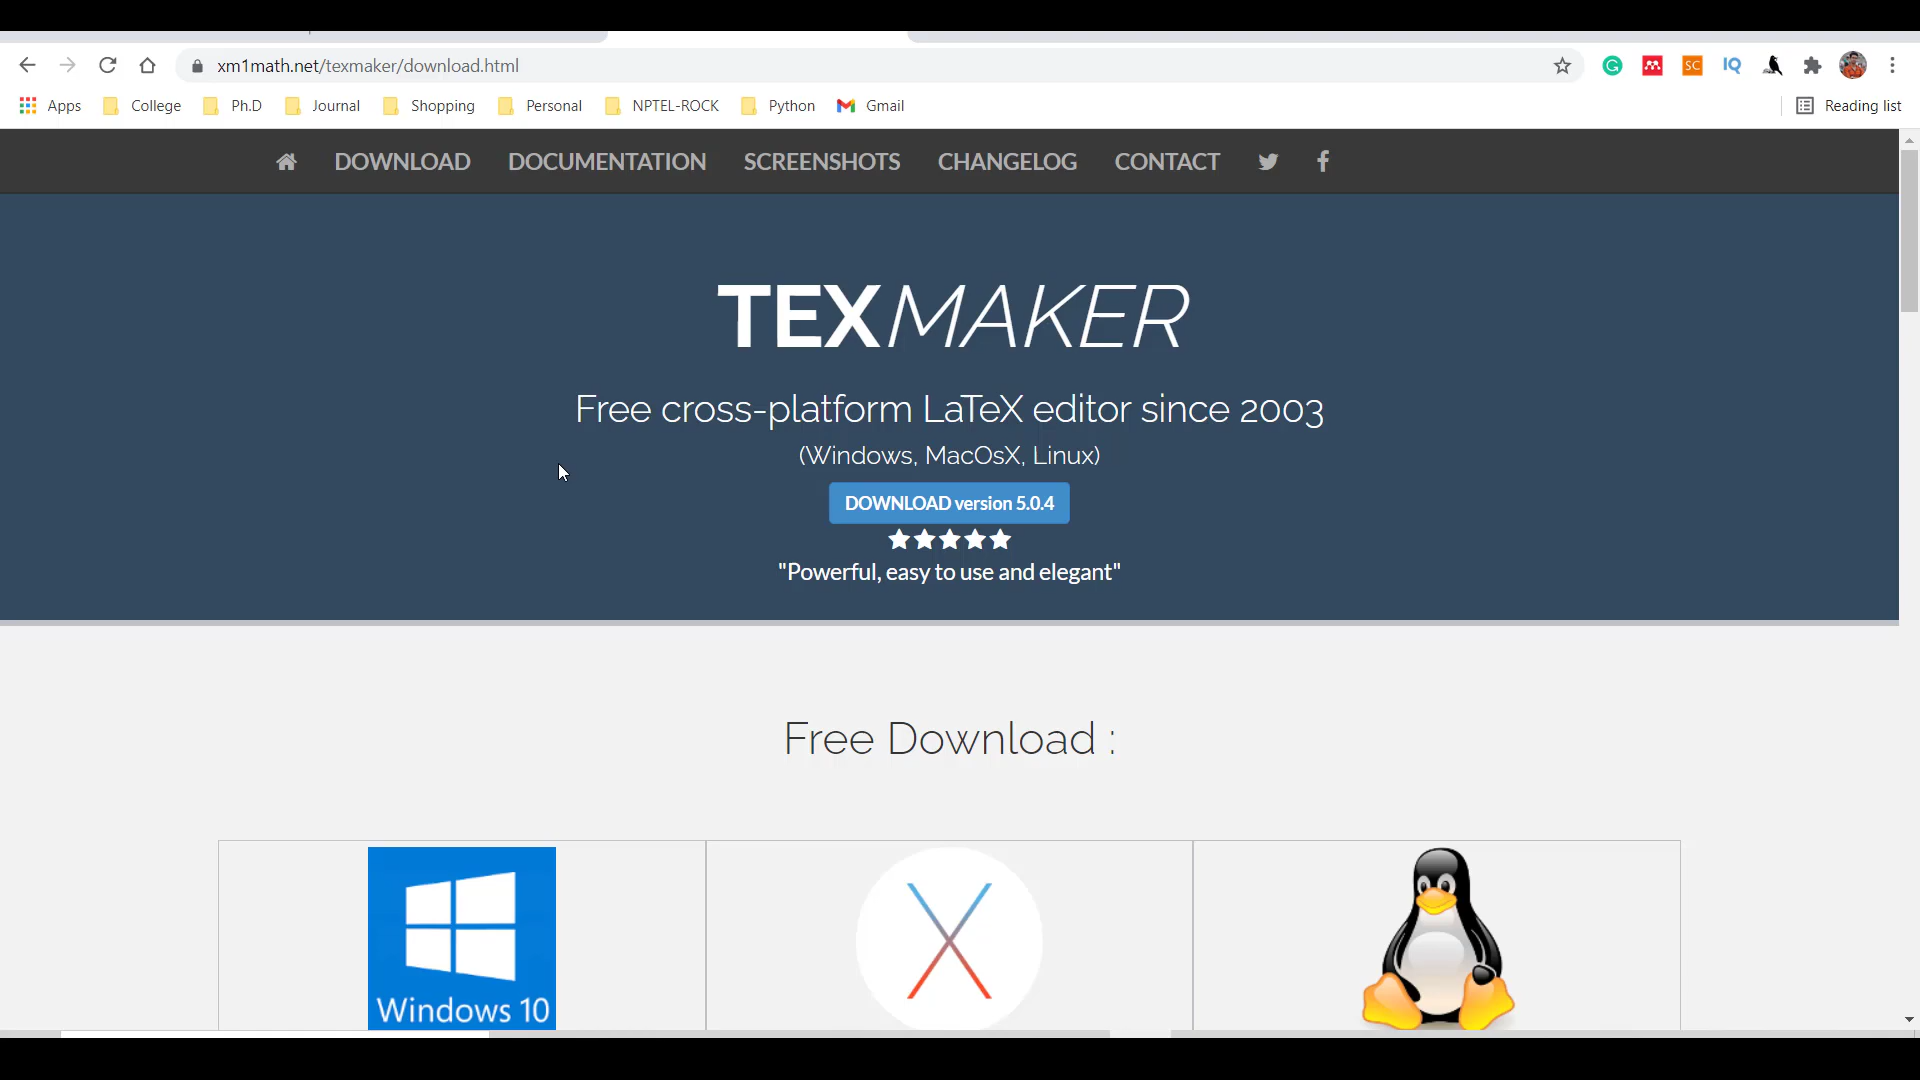 xm1math.net/texmaker/download.html
SC
IQ
Apps College Ph.D Journal Shopping Personal NPTEL-ROCK Python Gmail Reading list
DOWNLOAD DOCUMENTATION SCREENSHOTS CHANGELOG CONTACT
TEXMAKER
Free cross-platform LaTeX editor since 2003
(Windows, MacOsX, Linux)
DOWNLOAD version 5.0.4
"Powerful, easy to use and elegant"
Free Download :
Windows 10